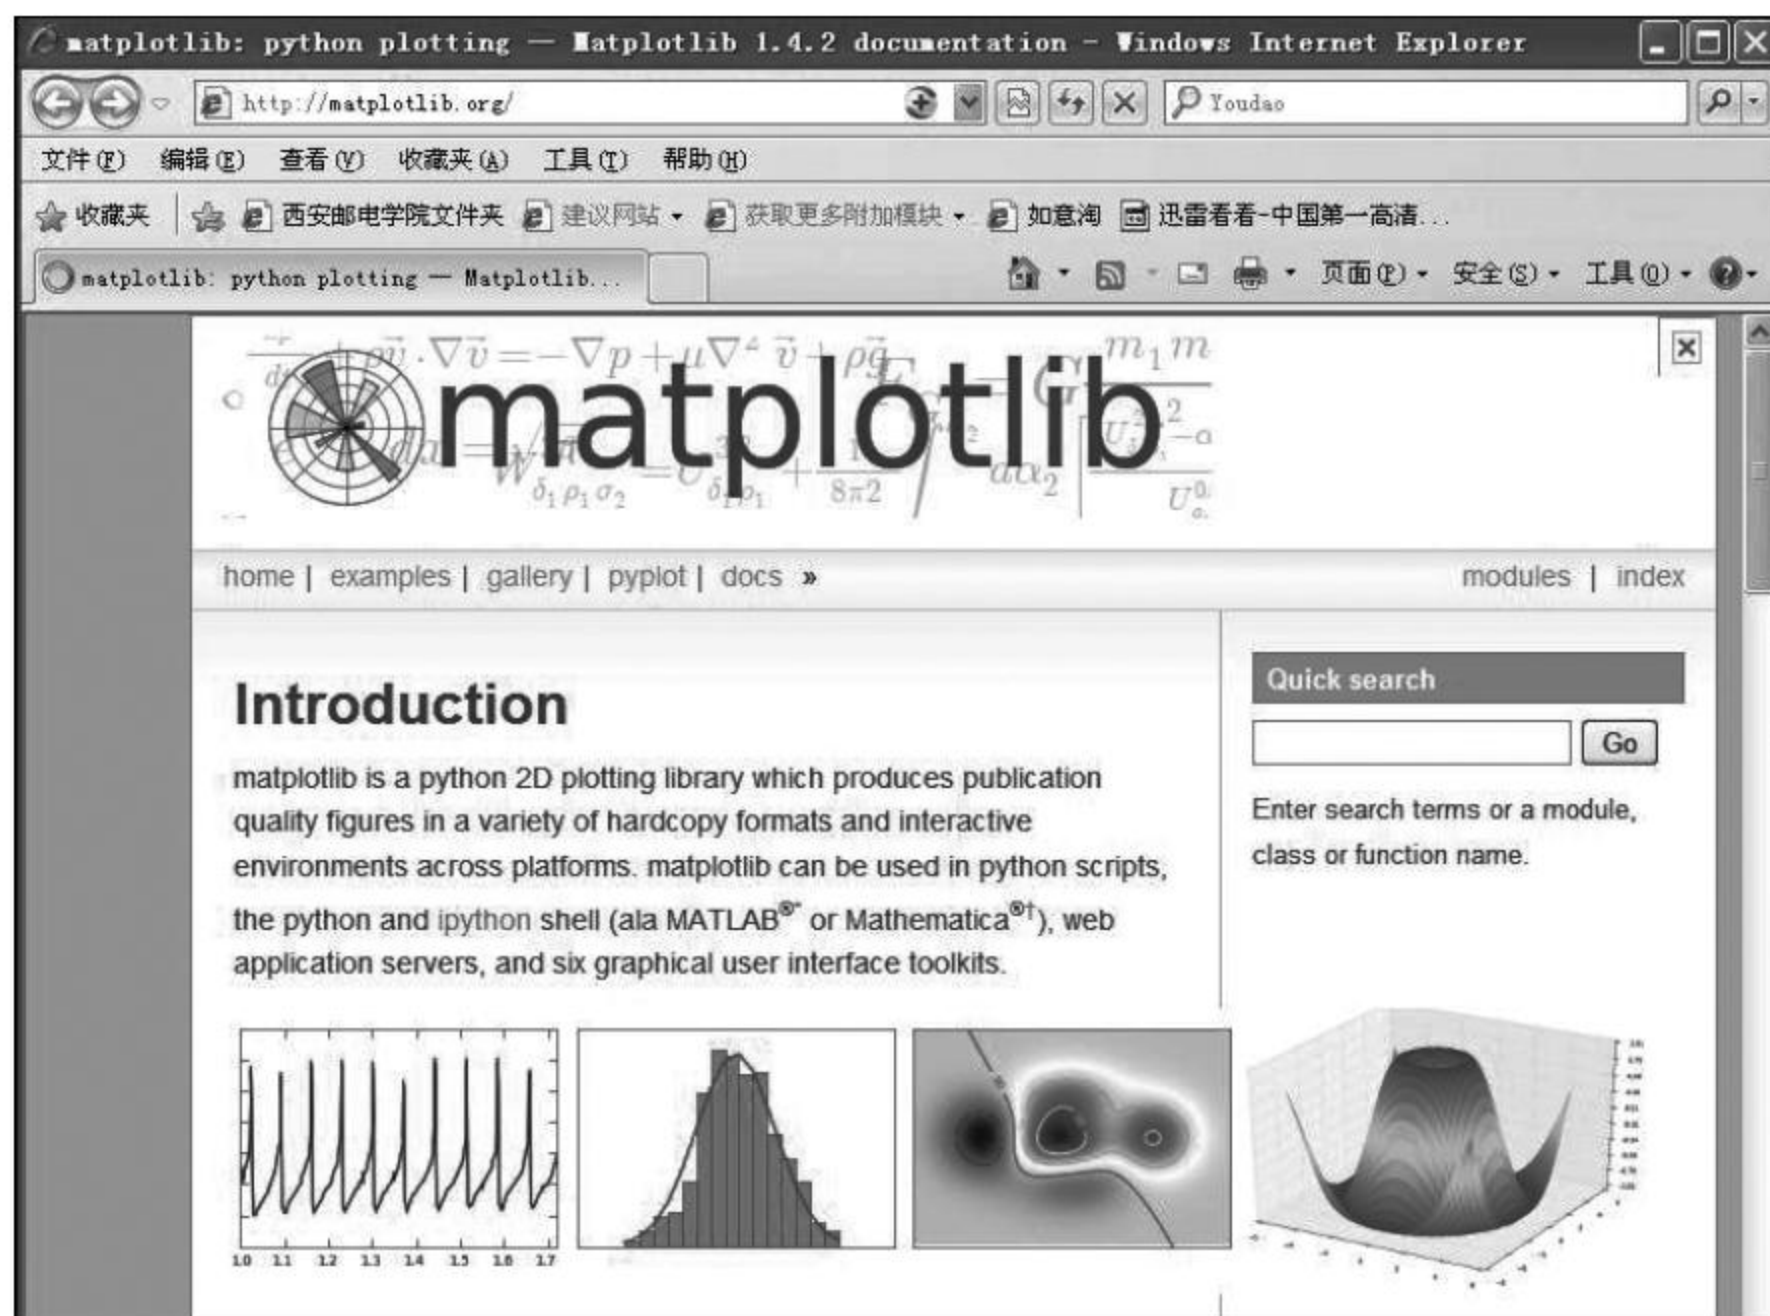 matplotlib: python plotting — Matplotlib 1.4.2 documentation - Windows Internet Explorer
http://matplotlib.org/ Youdao
文件(F) 编辑(E) 查看(V) 收藏夹(A) 工具(T) 帮助(H)
收藏夹 西安邮电学院文件夹 建议网站 获取更多附加模块 如意淘 迅雷看看-中国第一高清...
matplotlib: python plotting — Matplotlib... 页面(P) 安全(S) 工具(O)
matplotlib
home | examples | gallery | pyplot | docs » modules | index
Introduction
matplotlib is a python 2D plotting library which produces publication
quality figures in a variety of hardcopy formats and interactive
environments across platforms. matplotlib can be used in python scripts,
the python and ipython shell (ala MATLAB®* or Mathematica®†), web
application servers, and six graphical user interface toolkits.
Quick search
Go
Enter search terms or a module,
class or function name.
1.0 1.1 1.2 1.3 1.4 1.5 1.6 1.7